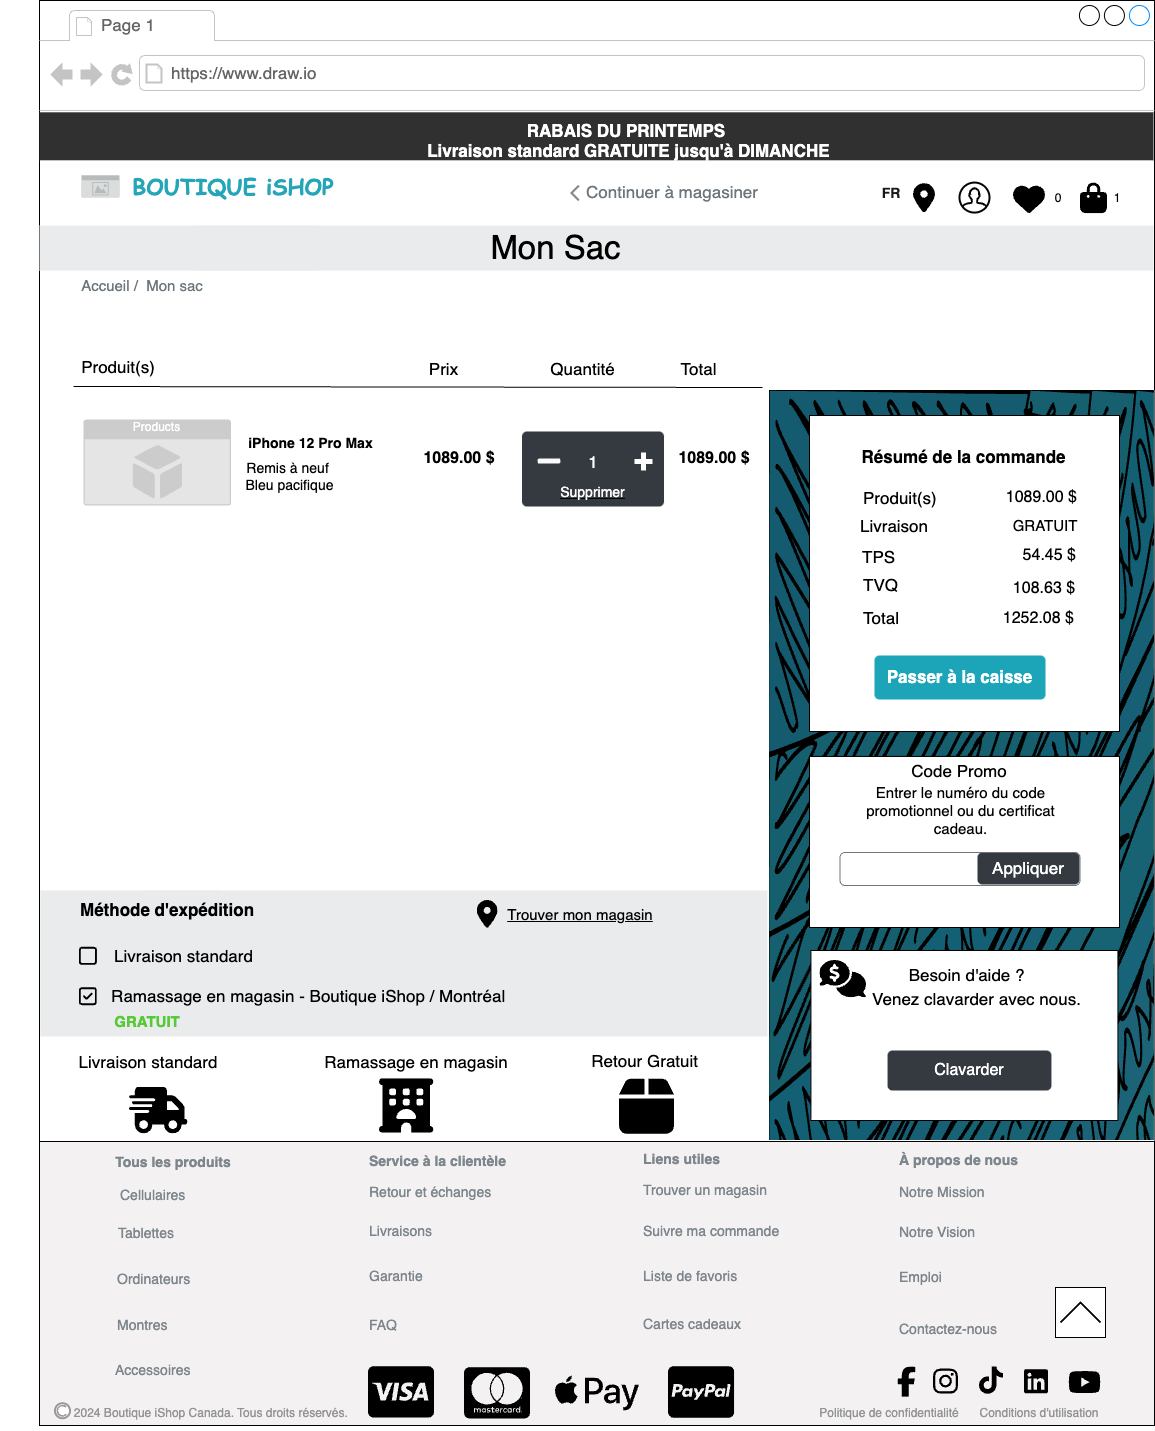 Page 1
https://www.draw.io
RABAIS DU PRINTEMPS
Livraison standard GRATUITE jusqu'à DIMANCHE
BOUTIQUE iSHOP
Continuer à magasiner
FR
0
1
Mon Sac
Accueil / Mon sac
Produit(s) Prix Quantité Total
Products
iPhone 12 Pro Max
Remis à neuf
Bleu pacifique
1089.00 $
1
Supprimer
1089.00 $
Résumé de la commande
Produit(s) 1089.00 $
Livraison GRATUIT
TPS 54.45 $
TVQ 108.63 $
Total 1252.08 $
Passer à la caisse
Code Promo
Entrer le numéro du code
promotionnel ou du certificat
cadeau.
Appliquer
Méthode d'expédition
Trouver mon magasin
Livraison standard
Ramassage en magasin - Boutique iShop / Montréal
GRATUIT
$
Besoin d'aide ?
Venez clavarder avec nous.
Clavarder
Livraison standard
Ramassage en magasin
Retour Gratuit
Tous les produits
Cellulaires
Tablettes
Ordinateurs
Montres
Accessoires
Service à la clientèle
Retour et échanges
Livraisons
Garantie
FAQ
Liens utiles
Trouver un magasin
Suivre ma commande
Liste de favoris
Cartes cadeaux
À propos de nous
Notre Mission
Notre Vision
Emploi
Contactez-nous
VISA
mastercard
Pay
PayPal
in
© 2024 Boutique iShop Canada. Tous droits réservés.
Politique de confidentialité
Conditions d'utilisation